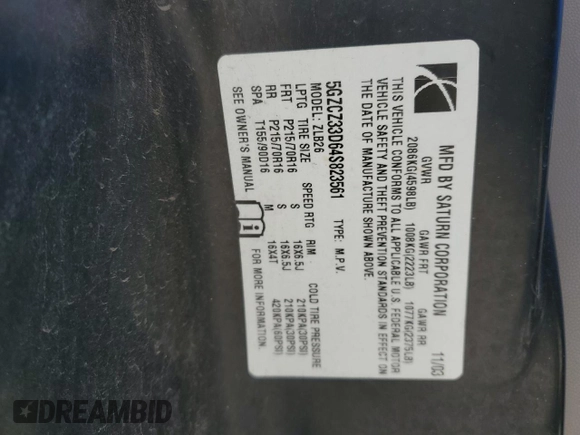 MFD BY SATURN CORPORATION 11/03
GVWR GAWR FRT GAWR RR
2086KG(4598LB) 1008KG(2223LB) 1077KG(2375LB)
THIS VEHICLE CONFORMS TO ALL APPLICABLE U.S. FEDERAL MOTOR
VEHICLE SAFETY AND THEFT PREVENTION STANDARDS IN EFFECT ON
THE DATE OF MANUFACTURE SHOWN ABOVE.
5GZCZ33D64S823561 TYPE: M.P.V.
MODEL: ZLB26
LPTG TIRE SIZE SPEED RTG RIM COLD TIRE PRESSURE
FRT P215/70R16 S 16X6.5J 210KPA(30PSI)
RR P215/70R16 S 16X6.5J 210KPA(30PSI)
SPA T155/90D16 M 16X4T 420KPA(60PSI)
SEE OWNER'S MANUAL FOR MORE INFORMATION.
DREAMBID